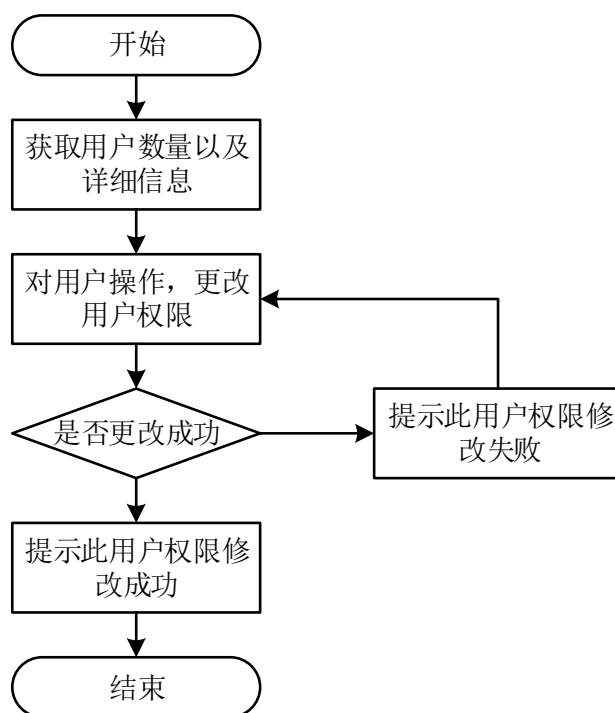 开始
获取用户数量以及
详细信息
对用户操作，更改
用户权限
是否更改成功
提示此用户权限修
改失败
提示此用户权限修
改成功
结束